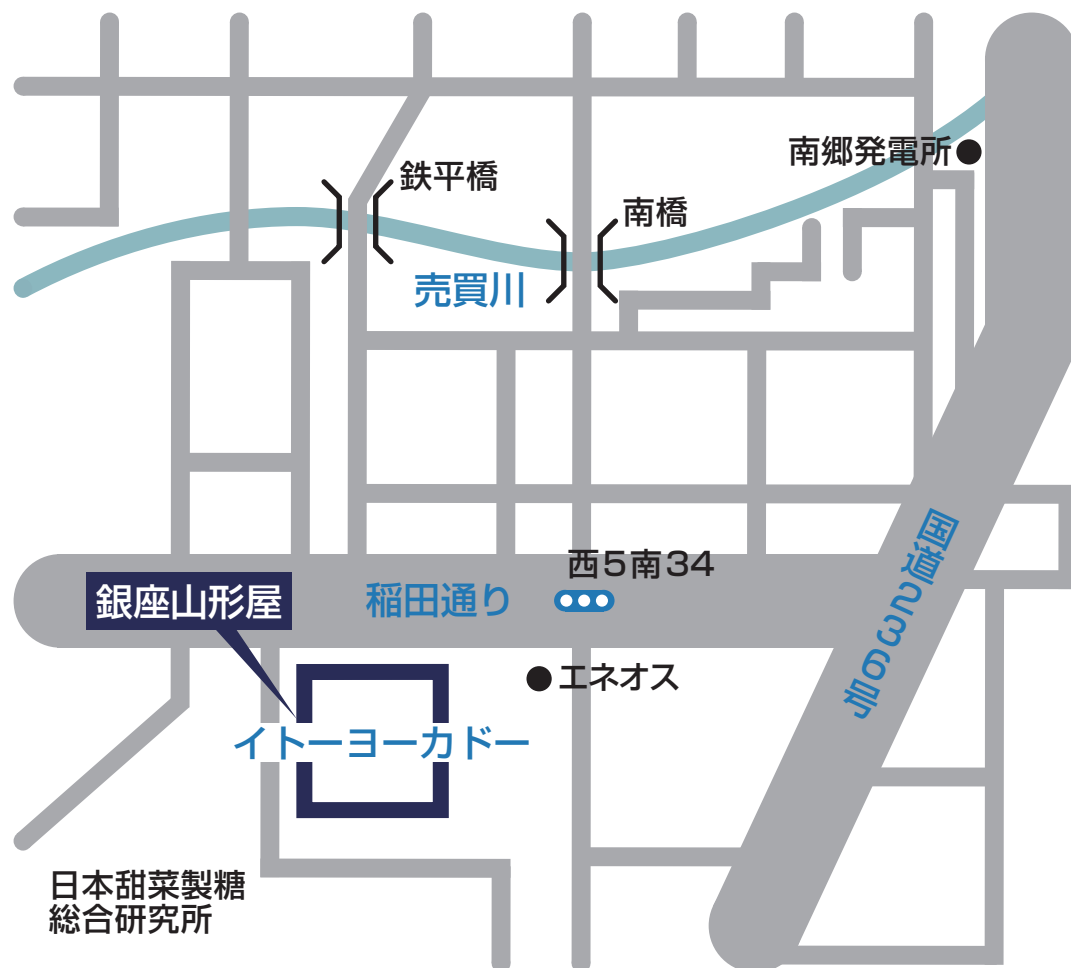 南郷発電所
鉄平橋
南橋
売買川
西5南34
銀座山形屋
稲田通り
国道236号
エネオス
イトーヨーカドー
日本甜菜製糖
総合研究所